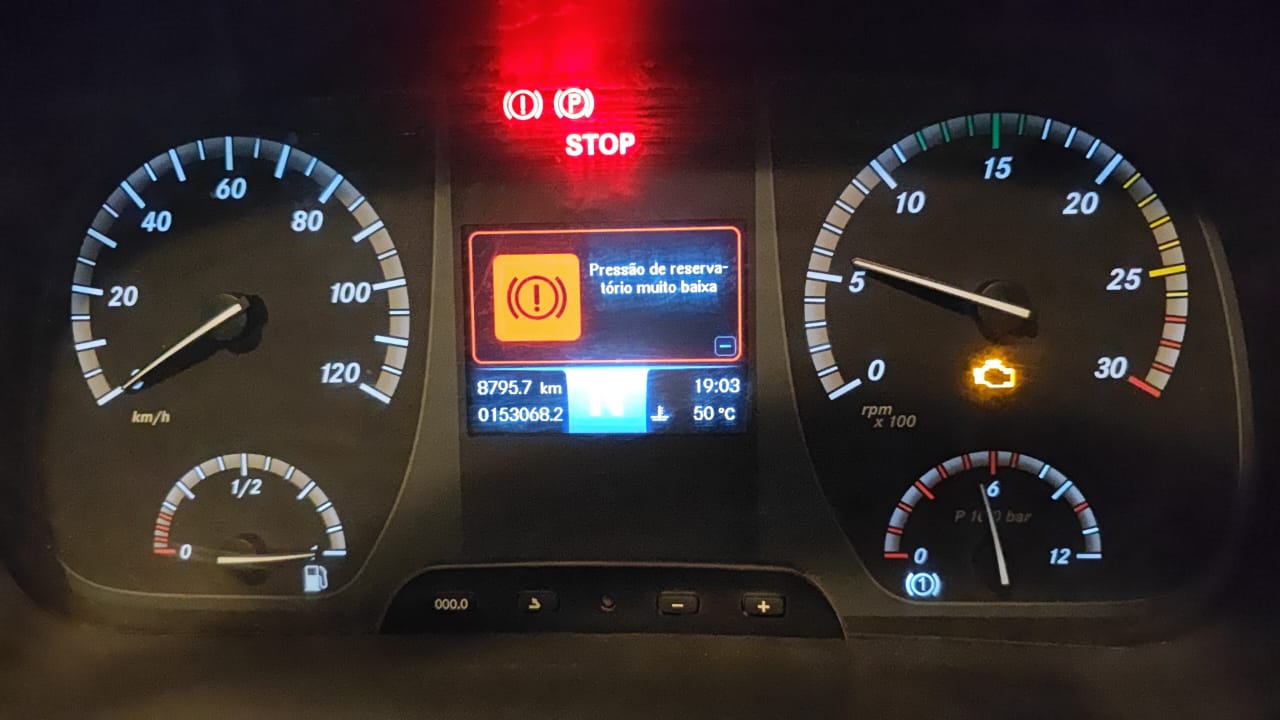 P
STOP
60
40
80
20
100
120
km/h
1/2
0
Pressão de reserva-
tório muito baixa
8795.7 km
N
19:03
0153068.2
50 °C
15
10
20
5
25
0
30
rpm
x 100
6
bar
0
12
1
000.0